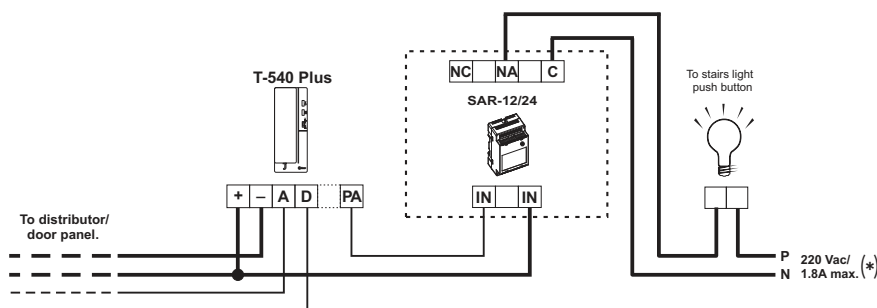 NC NA C
T-540 Plus
To stairs light
push button
SAR-12/24
+ – A D PA
IN IN
To distributor/
door panel.
P 220 Vac/
N 1.8A max. (*)